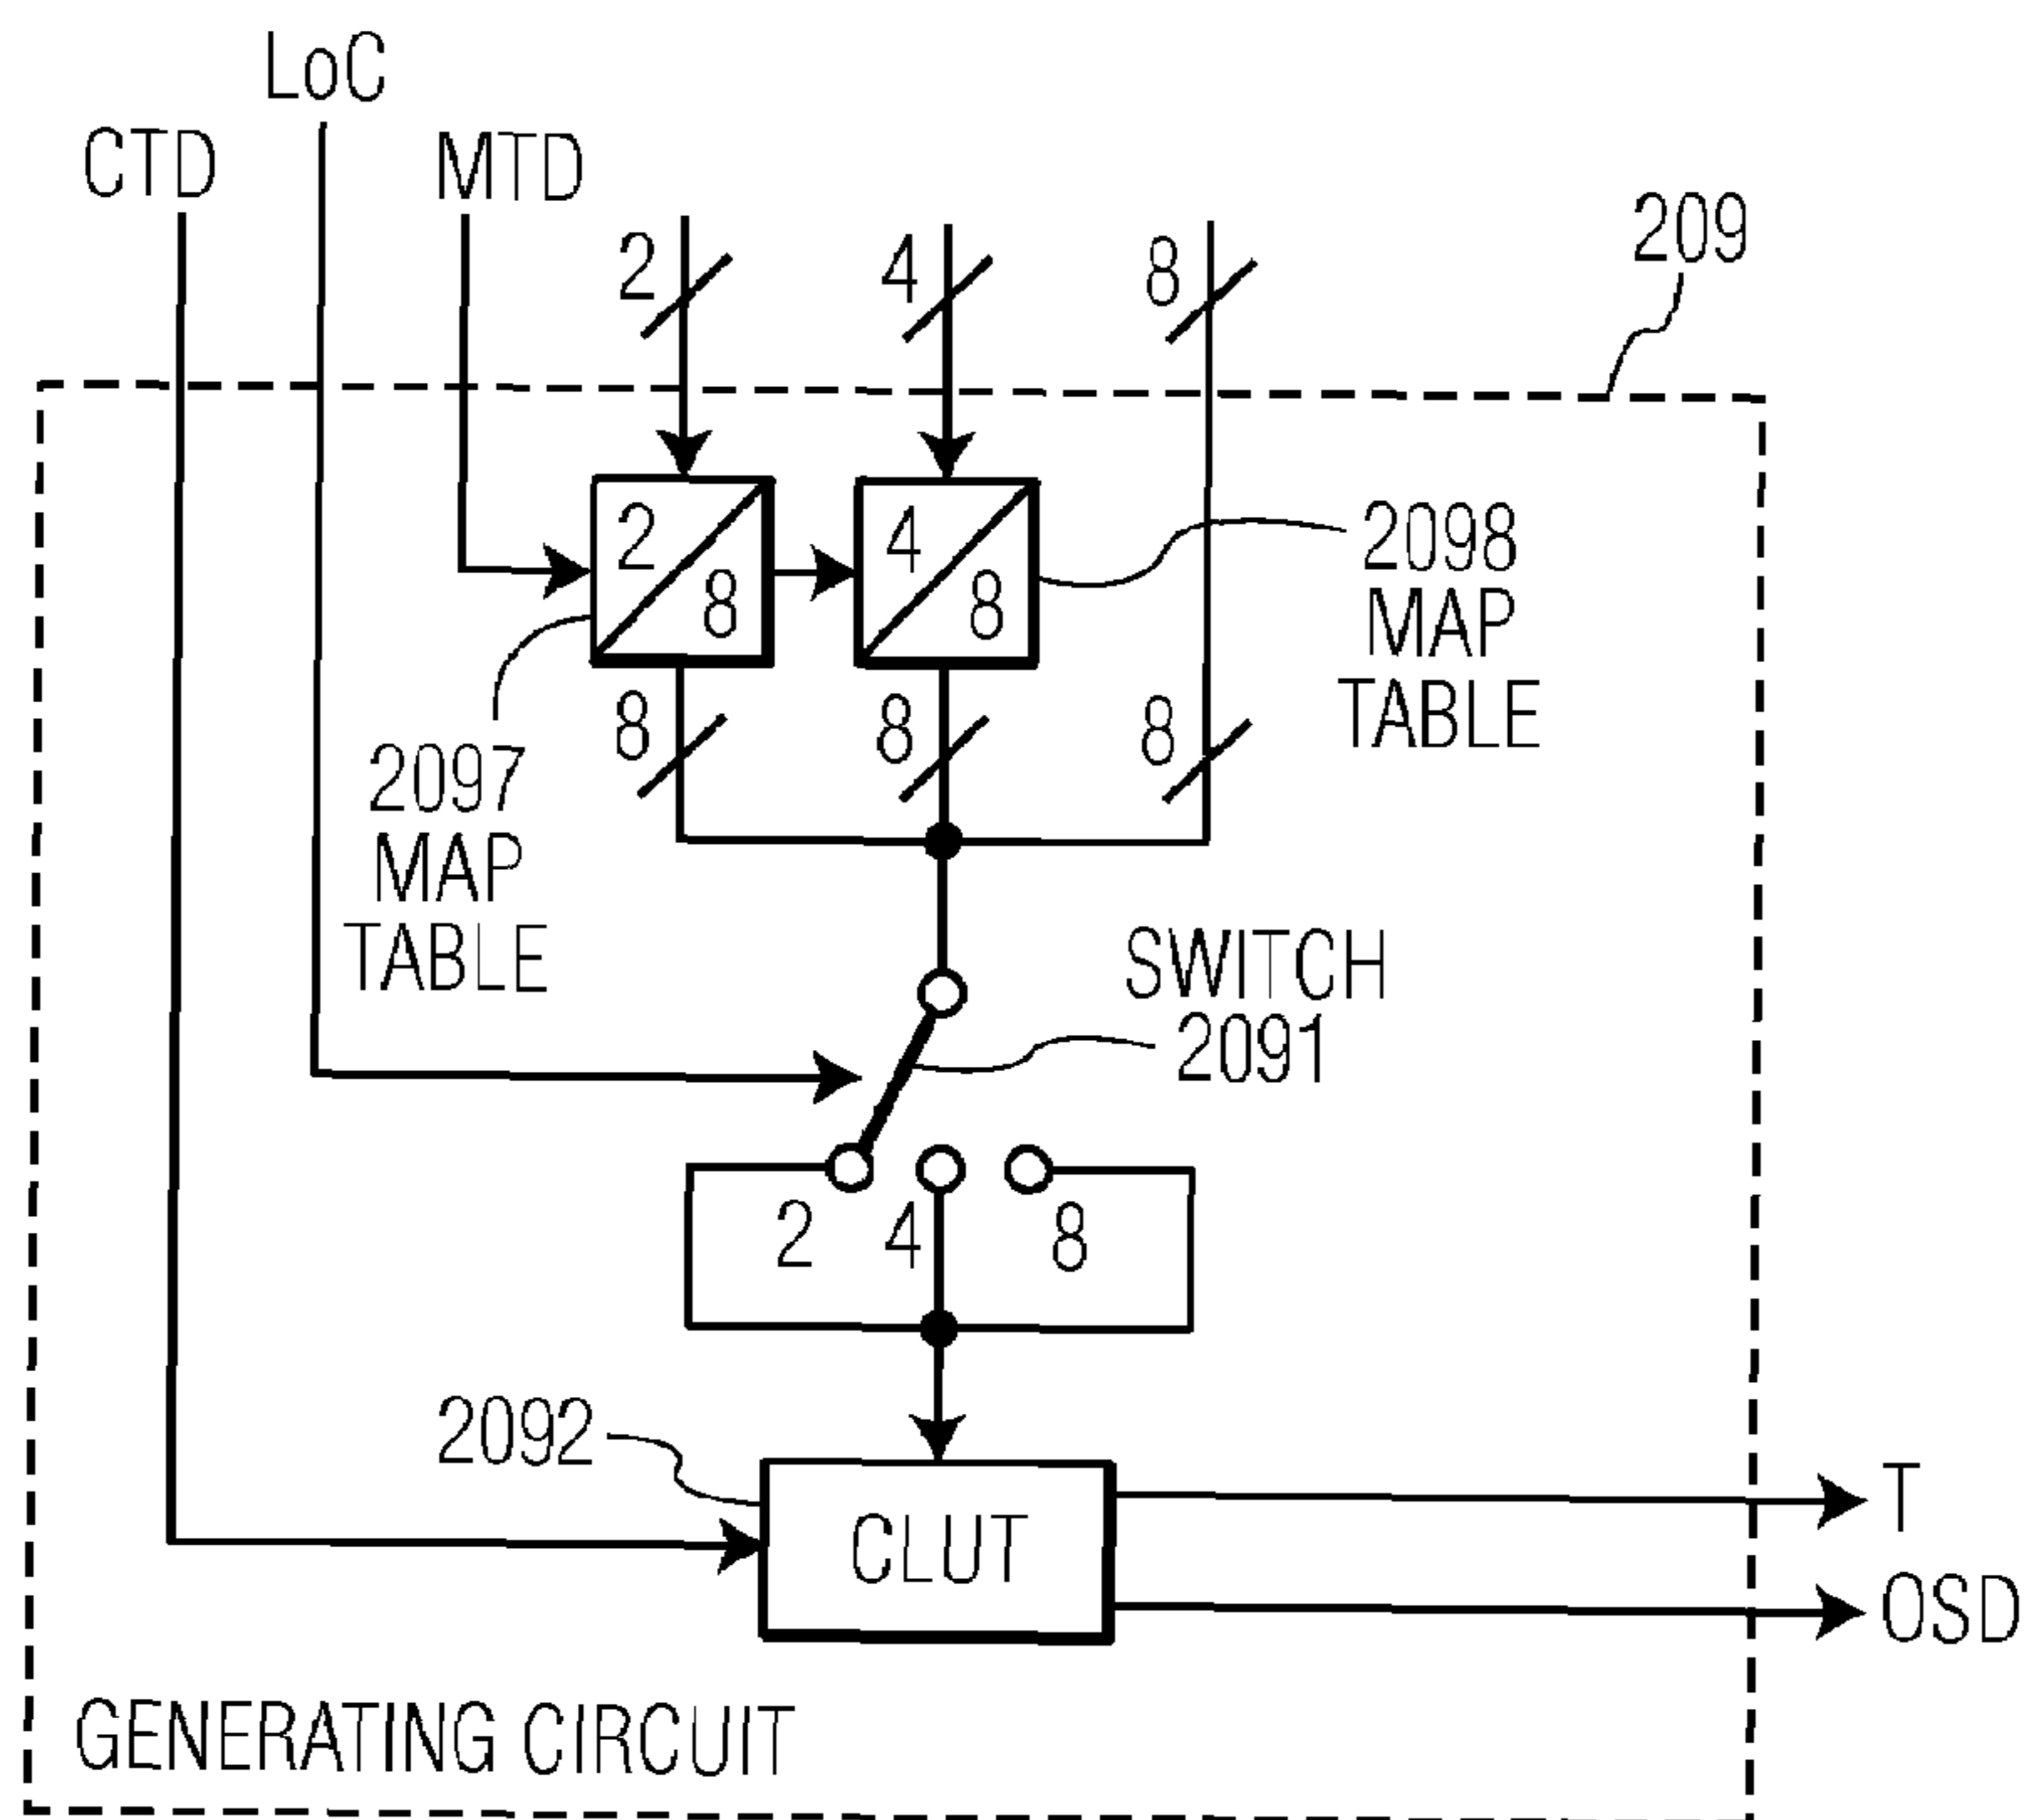 LoC
CTD
MTD
2
4
8
209
2
8
4
8
2098
MAP
TABLE
8
8
8
2097
MAP
TABLE
SWITCH
2091
2
4
8
2092
CLUT
T
OSD
GENERATING CIRCUIT